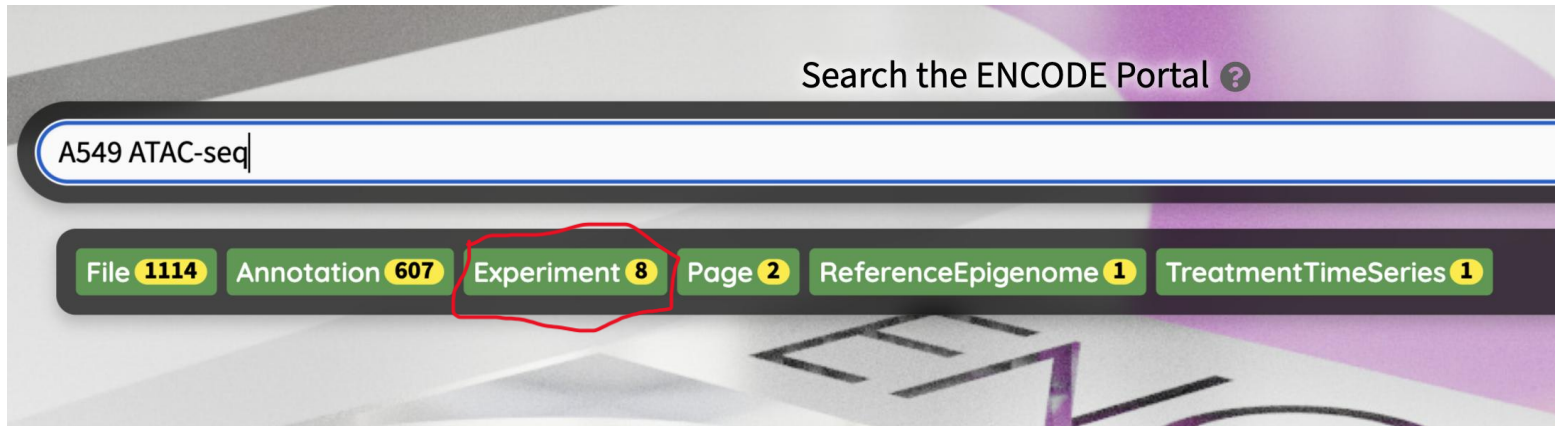 Search the ENCODE Portal ?
A549 ATAC-seq
File 1114 Annotation 607 Experiment 8 Page 2 ReferenceEpigenome 1 TreatmentTimeSeries 1